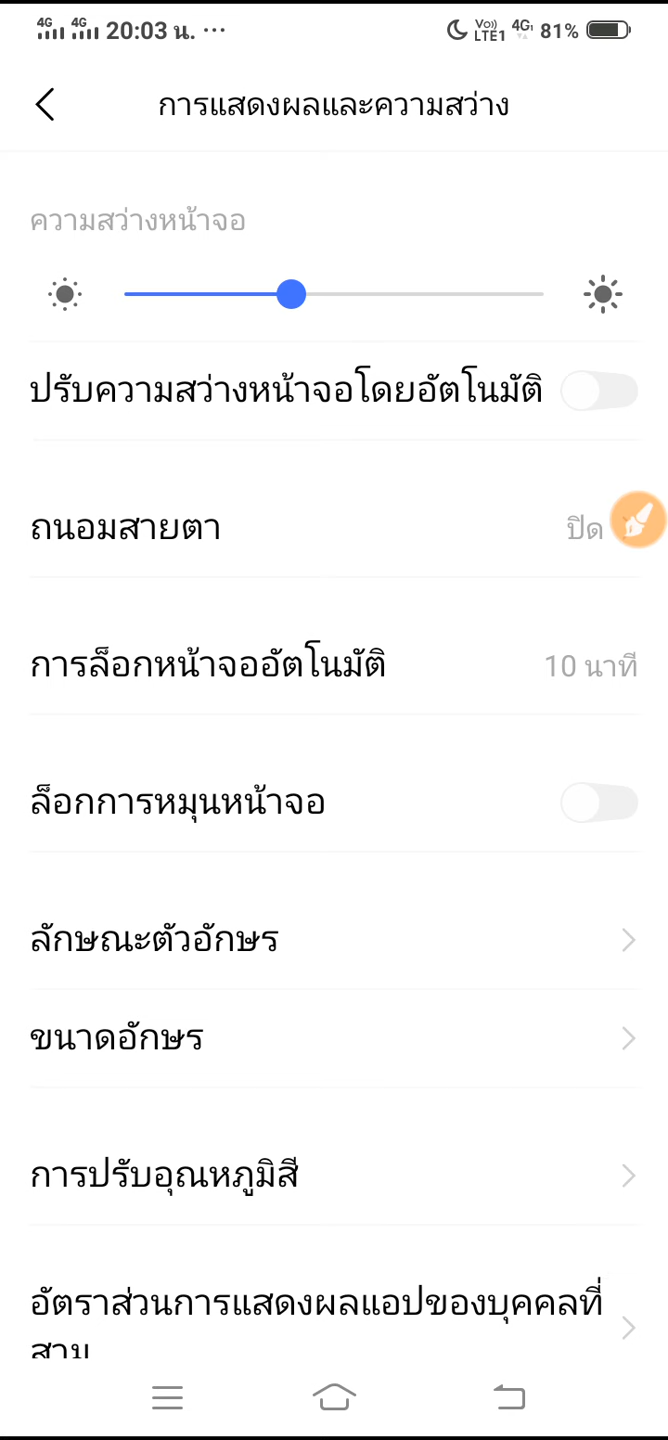 4G 4G 20:03 น. ... Vo)) LTE1 4G 81%
การแสดงผลและความสว่าง
ความสว่างหน้าจอ
ปรับความสว่างหน้าจอโดยอัตโนมัติ
ถนอมสายตา ปิด
การล็อกหน้าจออัตโนมัติ 10 นาที
ล็อกการหมุนหน้าจอ
ลักษณะตัวอักษร
ขนาดอักษร
การปรับอุณหภูมิสี
อัตราส่วนการแสดงผลแอปของบุคคลที่
สาม